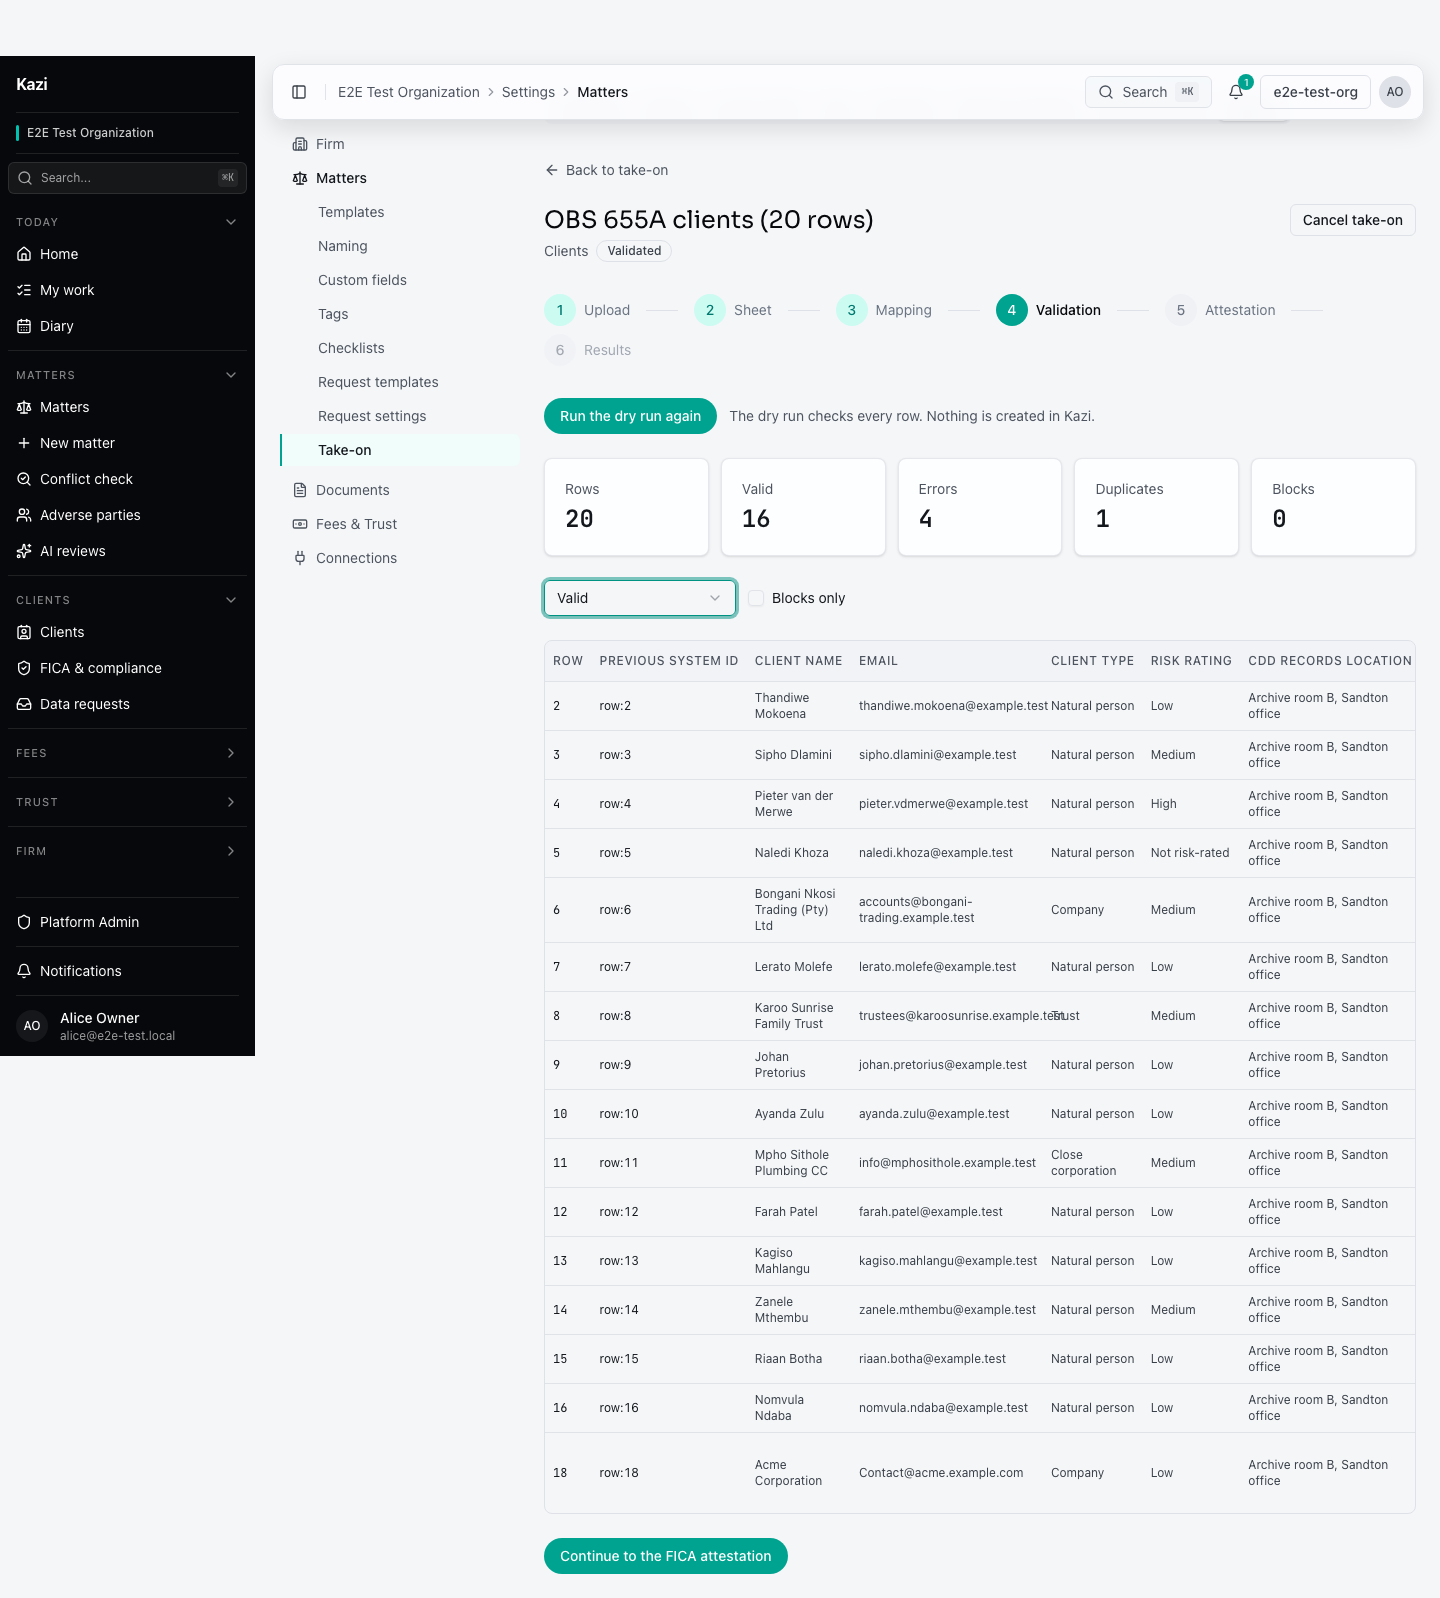 Kazi
E2E Test Organization
Search...
⌘K
TODAY
Home
My work
Diary
MATTERS
Matters
New matter
Conflict check
Adverse parties
AI reviews
CLIENTS
Clients
FICA & compliance
Data requests
FEES
TRUST
FIRM
Platform Admin
Notifications
AO
Alice Owner
alice@e2e-test.local
E2E Test Organization
Settings
Matters
Search
⌘K
1
e2e-test-org
AO
Firm
Matters
Templates
Naming
Custom fields
Tags
Checklists
Request templates
Request settings
Take-on
Documents
Fees & Trust
Connections
Back to take-on
OBS 655A clients (20 rows)
Cancel take-on
Clients
Validated
1 Upload
2 Sheet
3 Mapping
4 Validation
5 Attestation
6 Results
Run the dry run again
The dry run checks every row. Nothing is created in Kazi.
Rows
20
Valid
16
Errors
4
Duplicates
1
Blocks
0
Valid
Blocks only
ROW PREVIOUS SYSTEM ID CLIENT NAME EMAIL CLIENT TYPE RISK RATING CDD RECORDS LOCATION
2 row:2 Thandiwe Mokoena thandiwe.mokoena@example.test Natural person Low Archive room B, Sandton office
3 row:3 Sipho Dlamini sipho.dlamini@example.test Natural person Medium Archive room B, Sandton office
4 row:4 Pieter van der Merwe pieter.vdmerwe@example.test Natural person High Archive room B, Sandton office
5 row:5 Naledi Khoza naledi.khoza@example.test Natural person Not risk-rated Archive room B, Sandton office
6 row:6 Bongani Nkosi Trading (Pty) Ltd accounts@bongani-trading.example.test Company Medium Archive room B, Sandton office
7 row:7 Lerato Molefe lerato.molefe@example.test Natural person Low Archive room B, Sandton office
8 row:8 Karoo Sunrise Family Trust trustees@karoosunrise.example.test Trust Medium Archive room B, Sandton office
9 row:9 Johan Pretorius johan.pretorius@example.test Natural person Low Archive room B, Sandton office
10 row:10 Ayanda Zulu ayanda.zulu@example.test Natural person Low Archive room B, Sandton office
11 row:11 Mpho Sithole Plumbing CC info@mphosithole.example.test Close corporation Medium Archive room B, Sandton office
12 row:12 Farah Patel farah.patel@example.test Natural person Low Archive room B, Sandton office
13 row:13 Kagiso Mahlangu kagiso.mahlangu@example.test Natural person Low Archive room B, Sandton office
14 row:14 Zanele Mthembu zanele.mthembu@example.test Natural person Medium Archive room B, Sandton office
15 row:15 Riaan Botha riaan.botha@example.test Natural person Low Archive room B, Sandton office
16 row:16 Nomvula Ndaba nomvula.ndaba@example.test Natural person Low Archive room B, Sandton office
18 row:18 Acme Corporation Contact@acme.example.com Company Low Archive room B, Sandton office
Continue to the FICA attestation